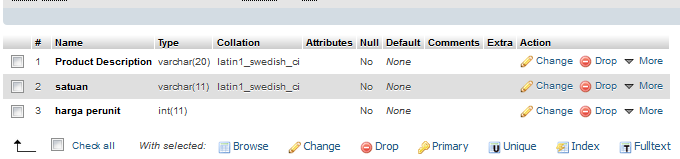 # Name Type Collation Attributes Null Default Comments Extra Action
1 Product Description varchar(20) latin1_swedish_ci No None Change Drop More
2 satuan varchar(11) latin1_swedish_ci No None Change Drop More
3 harga perunit int(11) No None Change Drop More
Check all With selected: Browse Change Drop Primary Unique Index Fulltext